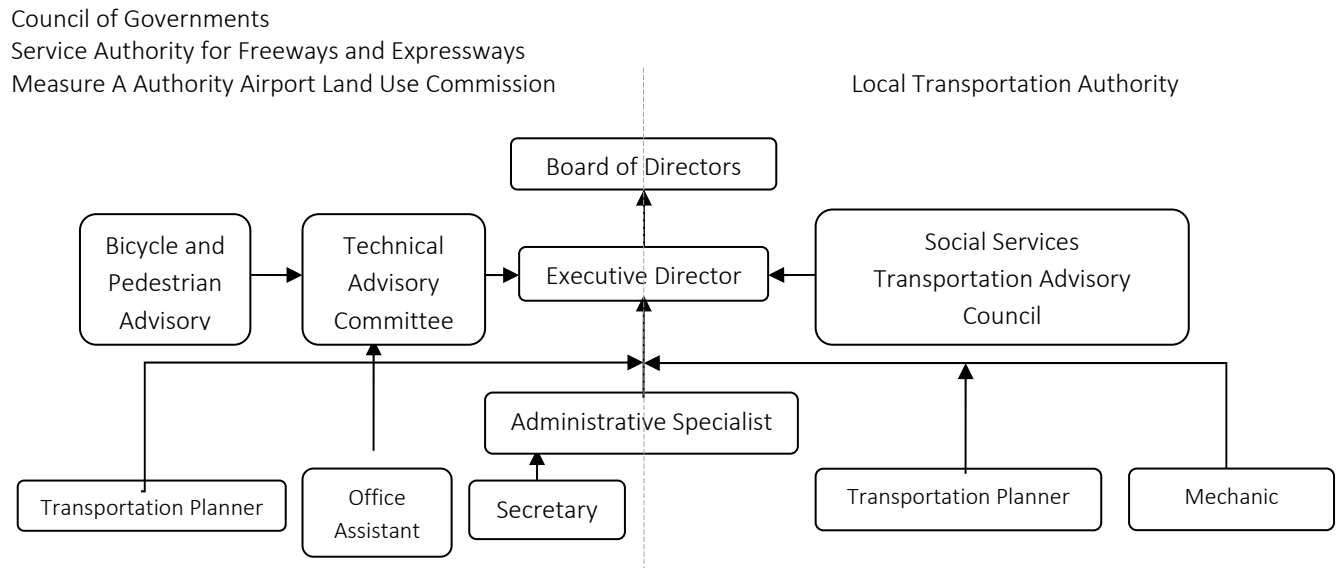 Council of Governments
Service Authority for Freeways and Expressways
Measure A Authority Airport Land Use Commission
Local Transportation Authority
Board of Directors
Bicycle and
Pedestrian
Advisory
Technical
Advisory
Committee
Executive Director
Social Services
Transportation Advisory
Council
Administrative Specialist
Transportation Planner
Office
Assistant
Secretary
Transportation Planner
Mechanic